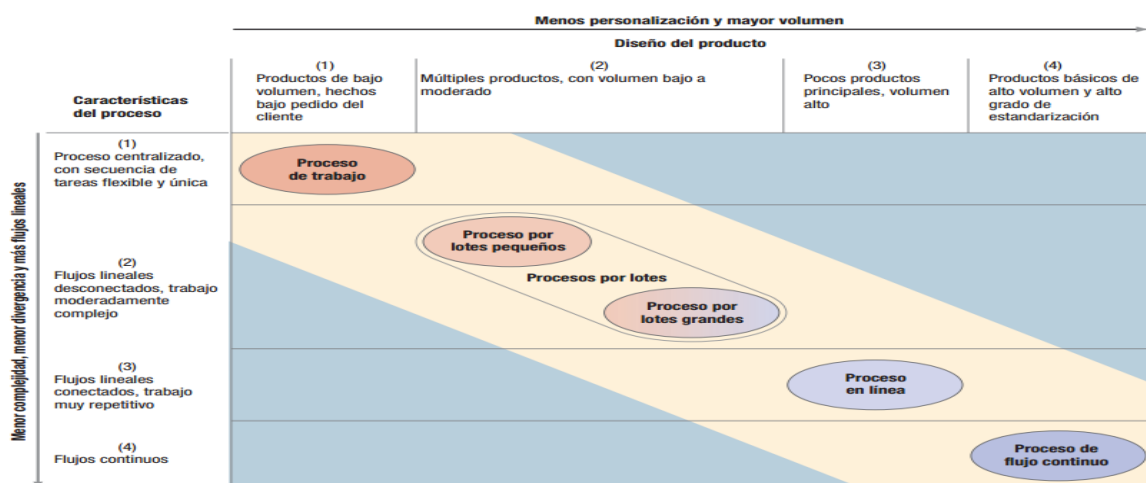 Menos personalización y mayor volumen
Diseño del producto
Características
del proceso
(1)
Productos de bajo
volumen, hechos
bajo pedido del
cliente
(2)
Múltiples productos, con volumen bajo a
moderado
(3)
Pocos productos
principales, volumen
alto
(4)
Productos básicos de
alto volumen y alto
grado de
estandarización
Menor complejidad, menor divergencia y más flujos lineales
(1)
Proceso centralizado,
con secuencia de
tareas flexible y única
Proceso
de trabajo
(2)
Flujos lineales
desconectados, trabajo
moderadamente
complejo
Proceso por
lotes pequeños
Procesos por lotes
Proceso por
lotes grandes
(3)
Flujos lineales
conectados, trabajo
muy repetitivo
Proceso
en línea
(4)
Flujos continuos
Proceso de
flujo continuo